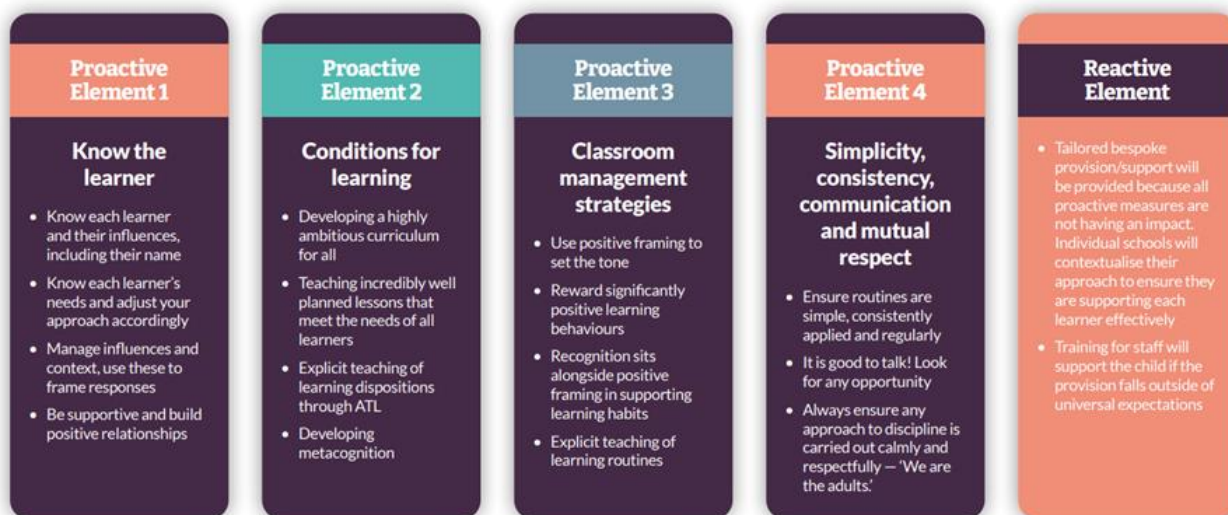 Proactive
Element 1
Know the
learner
• Know each learner
and their influences,
including their name
• Know each learner's
needs and adjust your
approach accordingly
• Manage influences and
context, use these to
frame responses
• Be supportive and build
positive relationships
Proactive
Element 2
Conditions for
learning
• Developing a highly
ambitious curriculum
for all
• Teaching incredibly well
planned lessons that
meet the needs of all
learners
• Explicit teaching of
learning dispositions
through ATL
• Developing
metacognition
Proactive
Element 3
Classroom
management
strategies
• Use positive framing to
set the tone
• Reward significantly
positive learning
behaviours
• Recognition sits
alongside positive
framing in supporting
learning habits
• Explicit teaching of
learning routines
Proactive
Element 4
Simplicity,
consistency,
communication
and mutual
respect
• Ensure routines are
simple, consistently
applied and regularly
• It is good to talk! Look
for any opportunity
• Always ensure any
approach to discipline is
carried out calmly and
respectfully — 'We are
the adults.'
Reactive
Element
• Tailored bespoke
provision/support will
be provided because all
proactive measures are
not having an impact.
Individual schools will
contextualise their
approach to ensure they
are supporting each
learner effectively
• Training for staff will
support the child if the
provision falls outside of
universal expectations